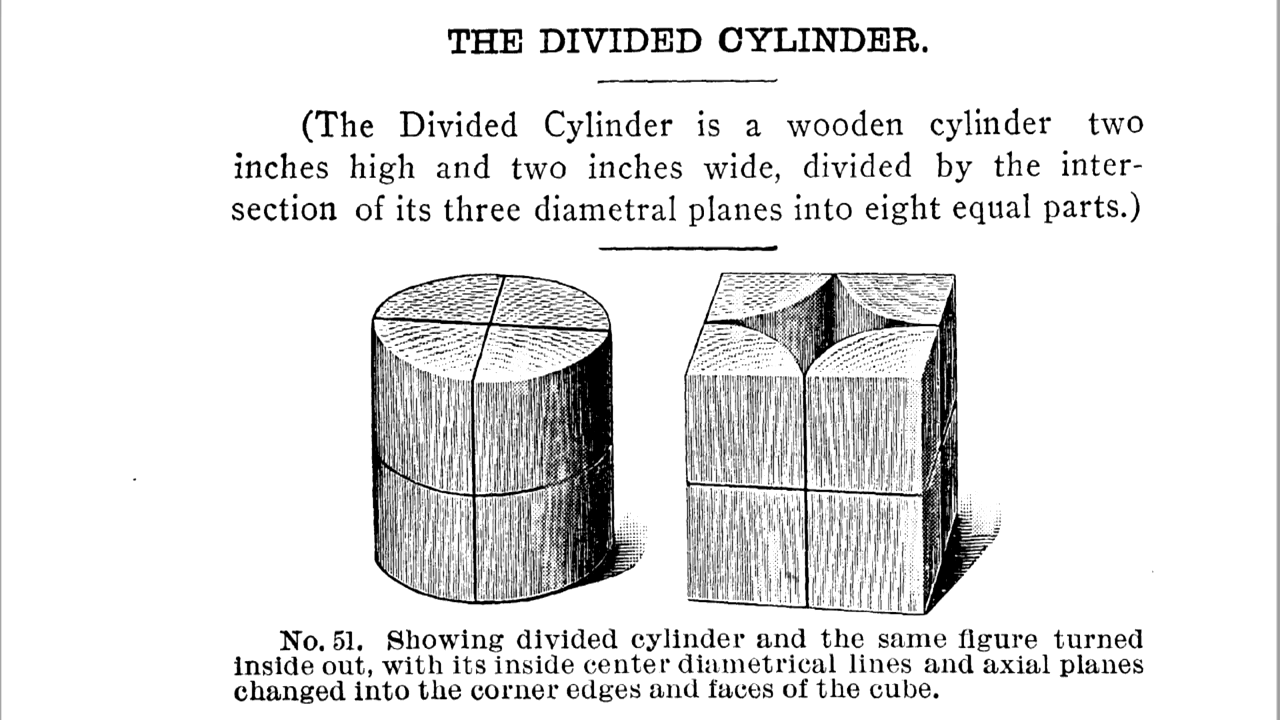 THE DIVIDED CYLINDER.
(The Divided Cylinder is a wooden cylinder two
inches high and two inches wide, divided by the inter-
section of its three diametral planes into eight equal parts.)
No. 51. Showing divided cylinder and the same figure turned
inside out, with its inside center diametrical lines and axial planes
changed into the corner edges and faces of the cube.